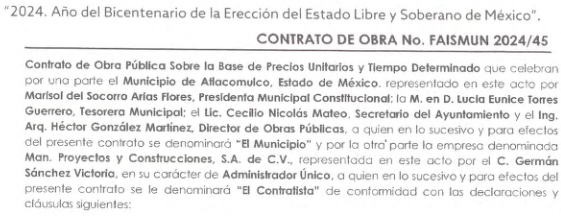 "2024. Año del Bicentenario de la Erección del Estado Libre y Soberano de México".
CONTRATO DE OBRA No. FAISMUN 2024/45
Contrato de Obra Pública Sobre la Base de Precios Unitarios y Tiempo Determinado que celebran
por una parte el Municipio de Atlacomulco, Estado de México. representado en este acto por
Marisol del Socorro Arias Flores, Presidenta Municipal Constitucional; la M. en D. Lucia Eunice Torres
Guerrero, Tesorera Municipal; el Lic. Cecilio Nicolás Mateo. Secretario del Ayuntamiento y el Ing.
Arq. Héctor González Martínez, Director de Obras Públicas, a quien en lo sucesivo y para efectos
del presente contrato se denominará "El Municipio" y por la otra parte la empresa denominada
Man. Proyectos y Construcciones, S.A. de C.V., representada en este acto por el C. Germán
Sánchez Victoria, en su carácter de Administrador Único, a quien en lo sucesivo y para efectos del
presente contrato se le denominará "El Contratista" de conformidad con las declaraciones y
cláusulas siguientes: